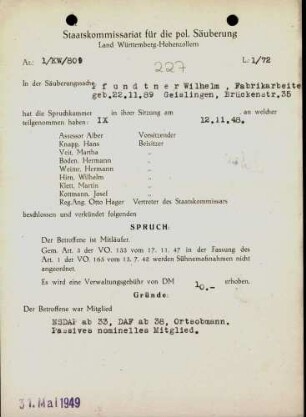 Staatskommissariat für die pol. Säuberung
Land Württemberg-Hohenzollern
Az.: 1/KW/809
L: 1/72
227
In der Säuberungssache Pfundtner Wilhelm , Fabrikarbeiter
geb.22.11.89 Geislingen, Brückenstr.35
hat die Spruchkammer in ihrer Sitzung am an welcher
teilgenommen haben: IX 12.11.48.
Assessor Alber Vorsitzender
Knapp, Hans Beisitzer
Veit, Martha "
Boden, Hermann "
Weine, Hermann "
Hirn, Wilhelm "
Klett, Martin "
Kottmann, Josef "
Reg.Ang. Otto Hager Vertreter des Staatskommissars
beschlossen und verkündet folgenden
SPRUCH:
Der Betroffene ist Mitläufer.
Gem. Art. 3 der VO. 133 vom 17. 11. 47 in der Fassung des
Art. 1 der VO. 165 vom 13. 7. 48 werden Sühnemaßnahmen nicht
angeordnet.
Es wird eine Verwaltungsgebühr von DM 10.- erhoben.
Gründe:
Der Betroffene war Mitglied
NSDAP ab 33, DAF ab 38, Ortsobmann.
Passives nominelles Mitglied.
31. Mai 1949